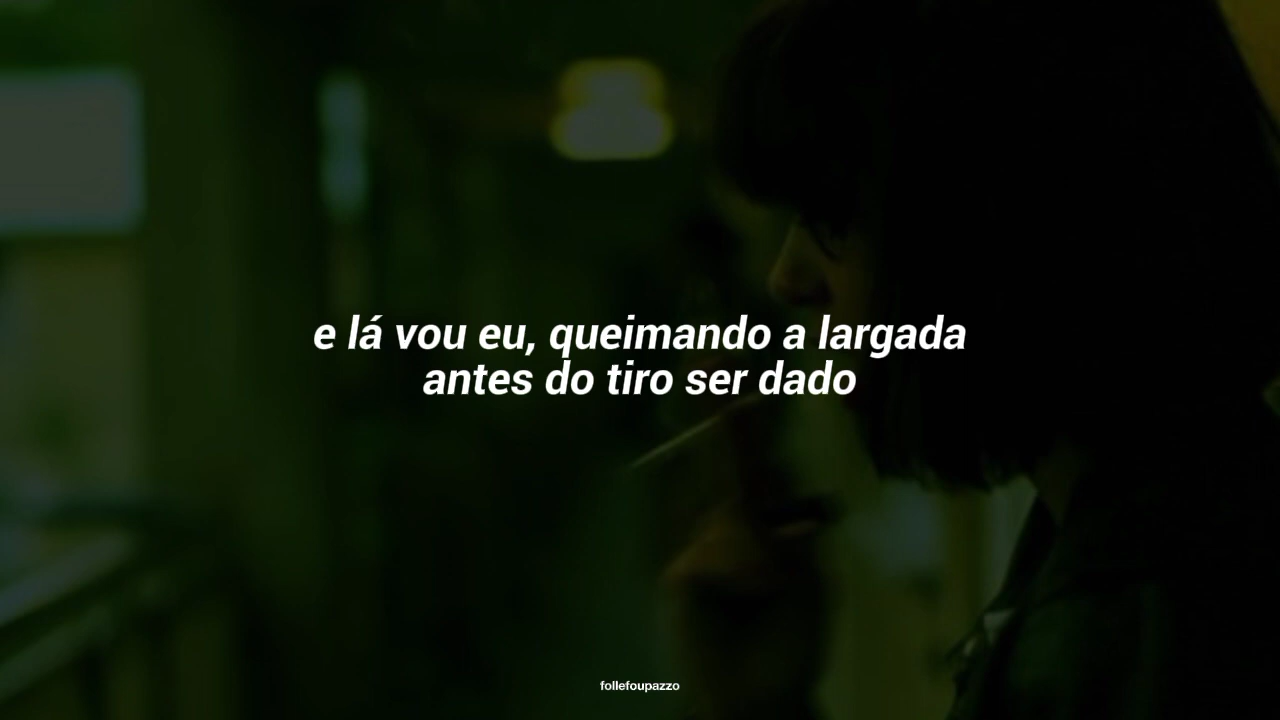 e lá vou eu, queimando a largada
antes do tiro ser dado
follefoupazzo